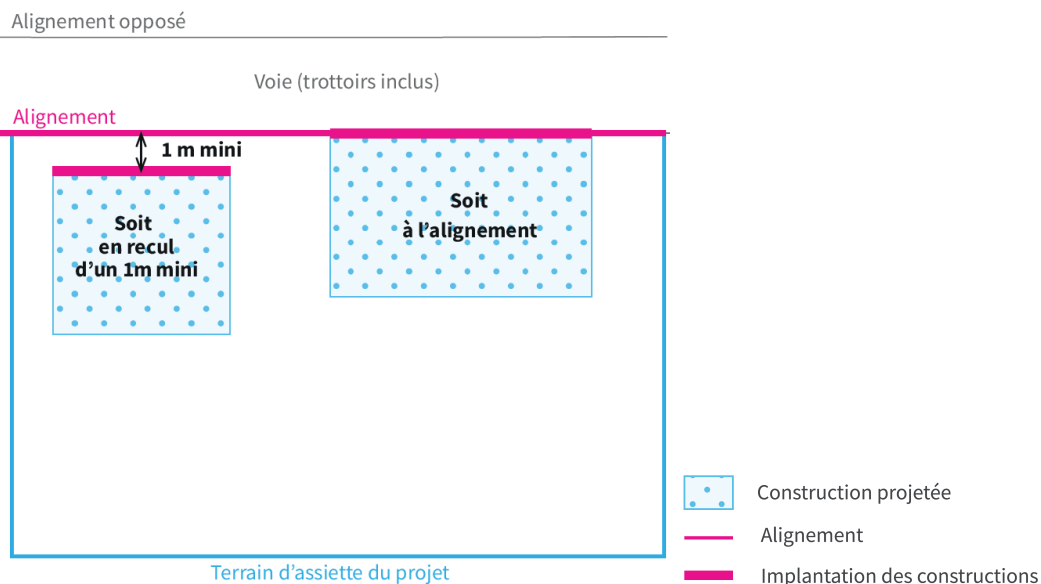 Alignement opposé
Voie (trottoirs inclus)
Alignement
1 m mini
Soit
en recul
d’un 1m mini
Soit
à l’alignement
Construction projetée
Alignement
Implantation des constructions
Terrain d’assiette du projet